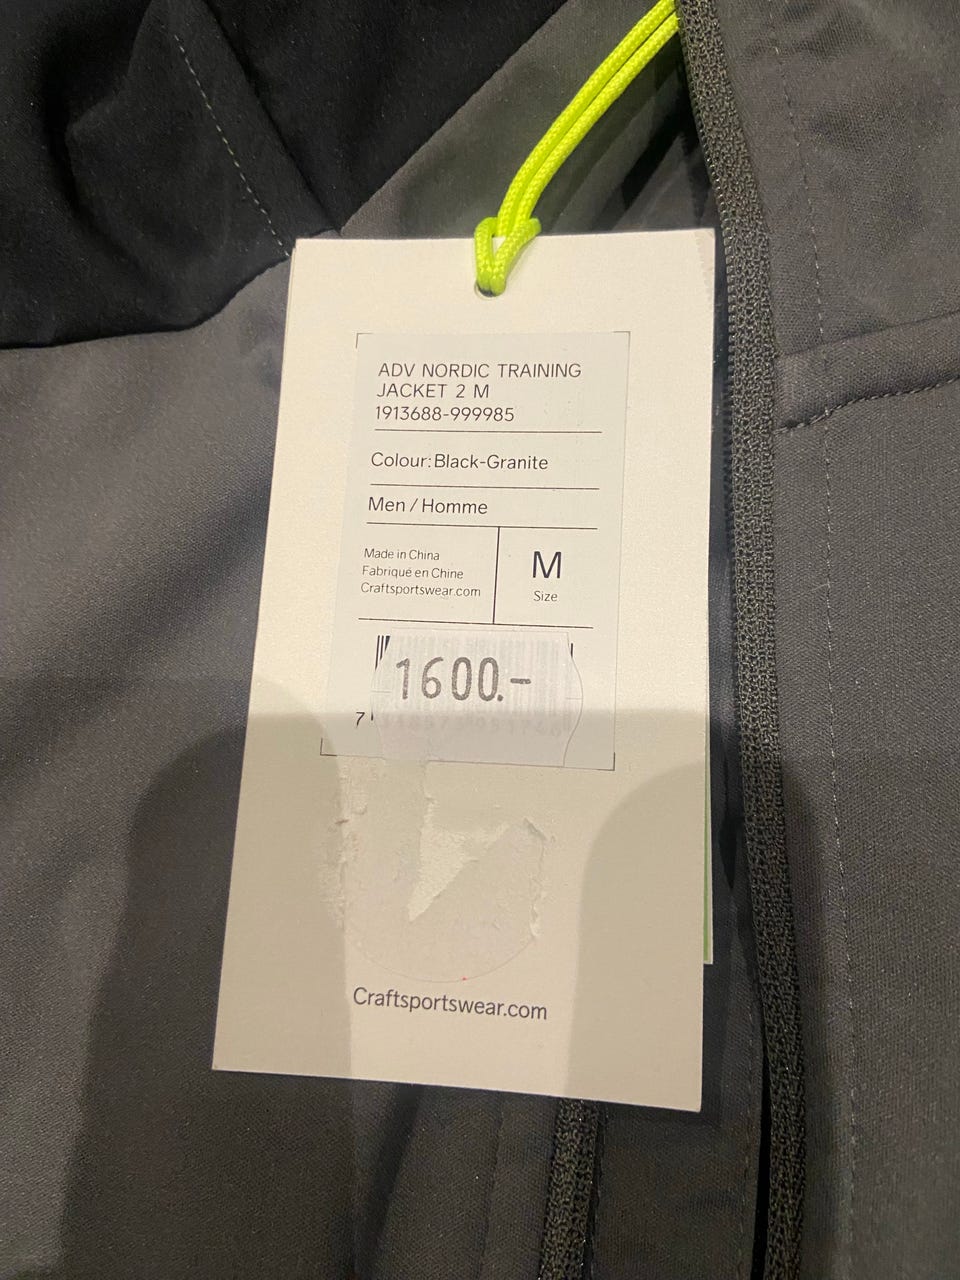 ADV NORDIC TRAINING
JACKET 2 M
1913688-999985
Colour: Black-Granite
Men / Homme
Made in China
Fabriqué en Chine
Craftsportswear.com
M
Size
1600.-
7
Craftsportswear.com